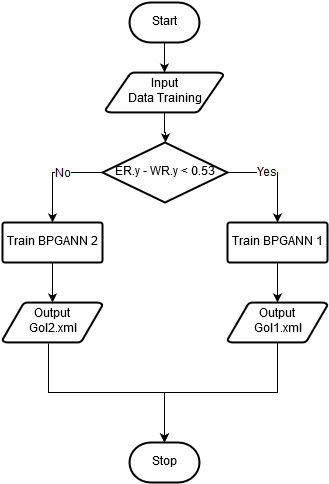 Start
Input
Data Training
ER.y - WR.y < 0.53
No
Yes
Train BPGANN 2
Train BPGANN 1
Output
Gol2.xml
Output
Gol1.xml
Stop